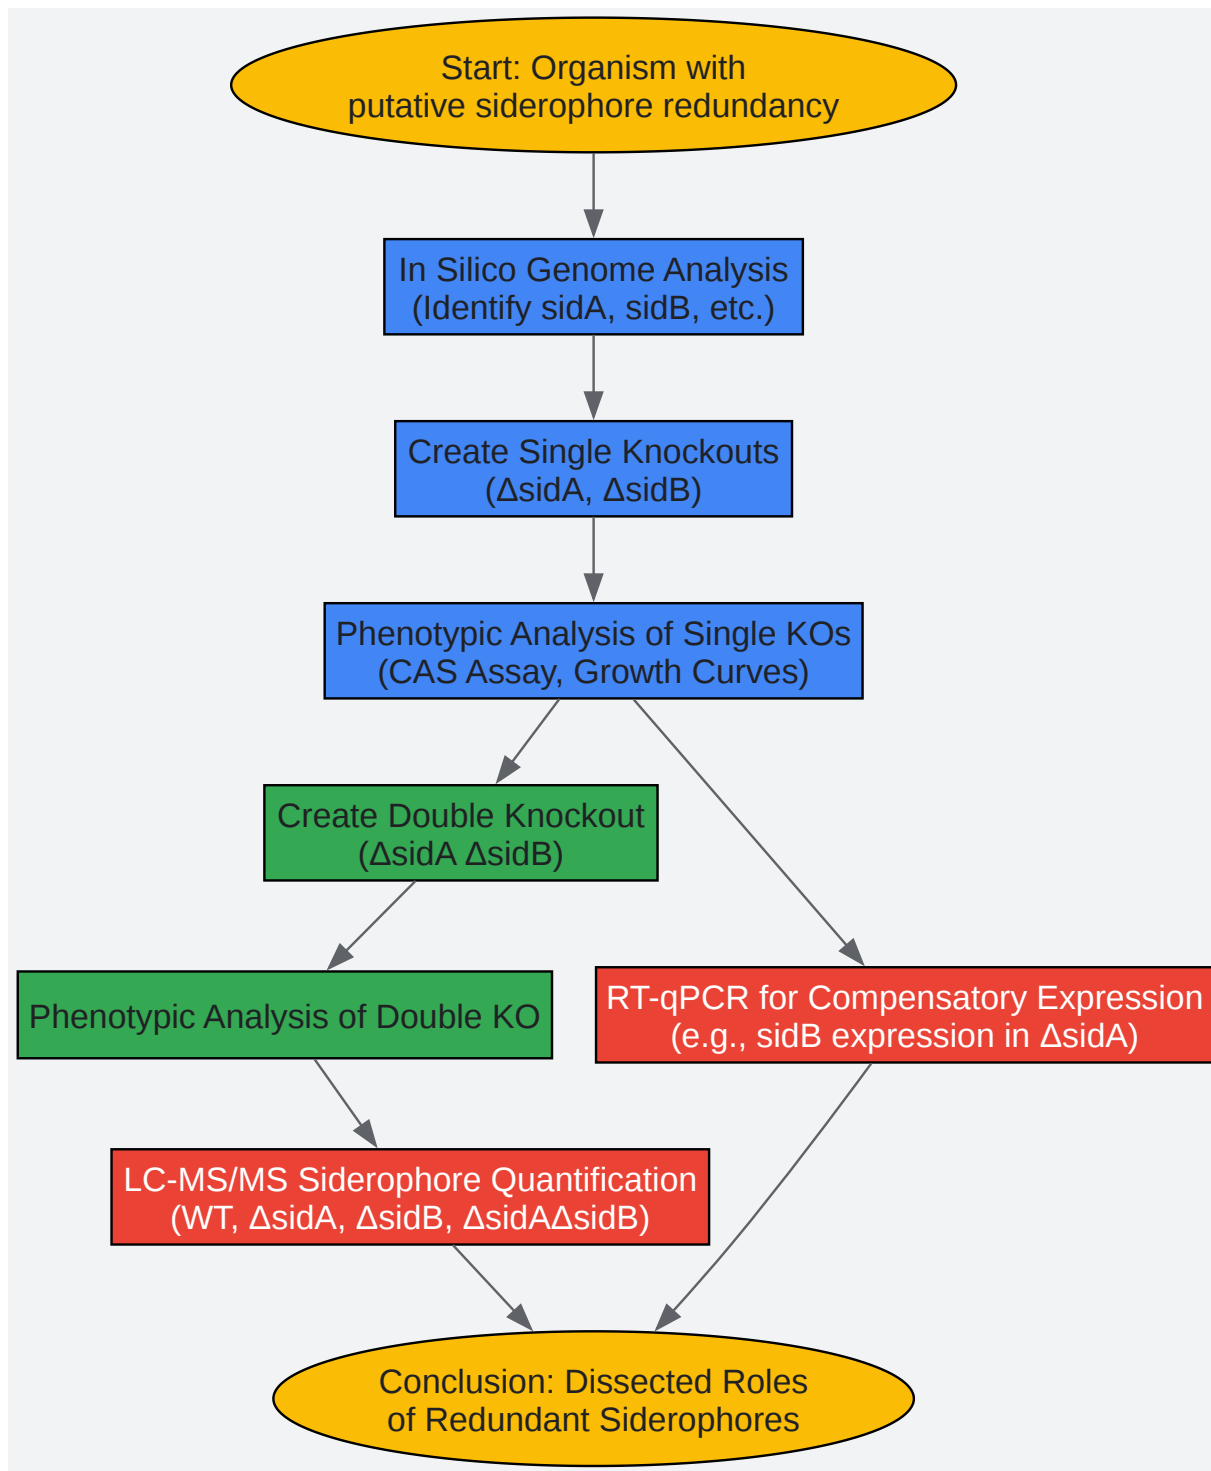 Start: Organism with
putative siderophore redundancy
In Silico Genome Analysis
(Identify sidA, sidB, etc.)
Create Single Knockouts
(ΔsidA, ΔsidB)
Phenotypic Analysis of Single KOs
(CAS Assay, Growth Curves)
Create Double Knockout
(ΔsidA ΔsidB)
Phenotypic Analysis of Double KO
RT-qPCR for Compensatory Expression
(e.g., sidB expression in ΔsidA)
LC-MS/MS Siderophore Quantification
(WT, ΔsidA, ΔsidB, ΔsidAΔsidB)
Conclusion: Dissected Roles
of Redundant Siderophores